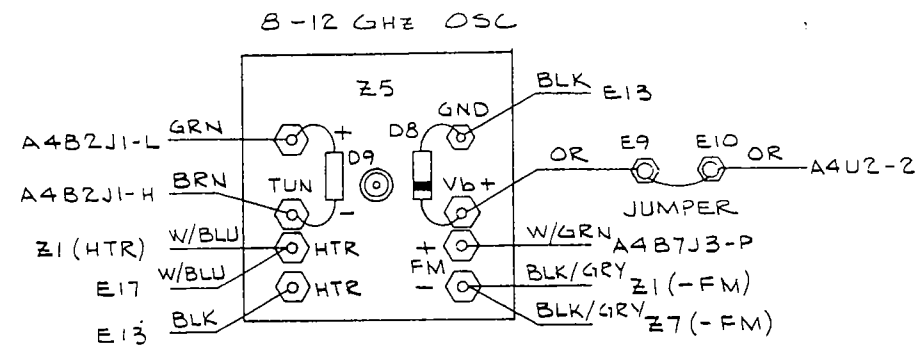 8-12 GHz OSC
Z5
BLK E13
GND
A4B2J1-L GRN + D8
D9
E9 E10
OR OR A4U2-2
A4B2J1-H BRN TUN Vb+
JUMPER
-
Z1 (HTR) W/BLU HTR + W/GRN A4B7J3-P
FM
E17 W/BLU HTR - BLK/GRY Z1 (-FM)
E13 BLK BLK/GRY Z7 (-FM)